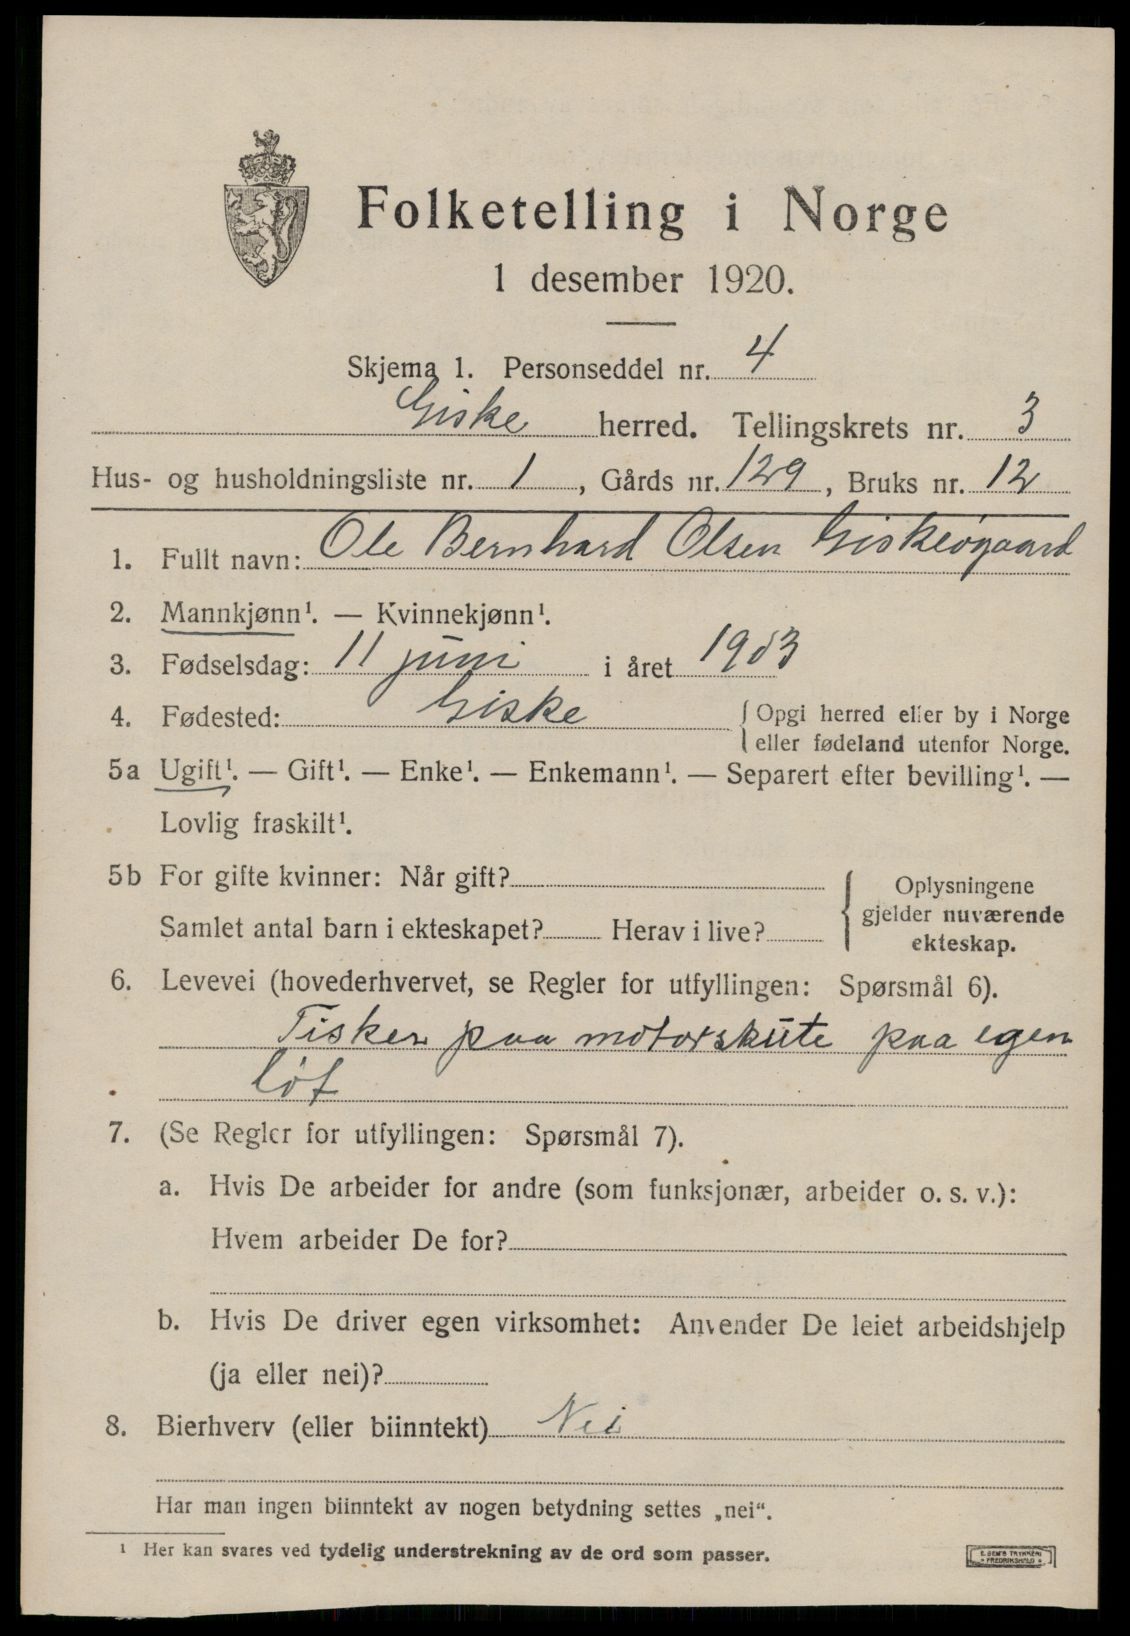 Folketelling i Norge
1 desember 1920.
Skjema 1. Personseddel nr. 4
Giske herred. Tellingskrets nr. 3
Hus- og husholdningsliste nr. 1, Gårds nr. 129, Bruks nr. 12
1. Fullt navn: Ole Bernhard Olsen Giskeøgaard
2. Mannkjønn¹. — Kvinnekjønn¹.
3. Fødselsdag: 11 juni i året 1903
4. Fødested: Giske { Opgi herred eller by i Norge
eller fødeland utenfor Norge.
5a Ugift¹. — Gift¹. — Enke¹. — Enkemann¹. — Separert efter bevilling¹. —
Lovlig fraskilt¹.
5b For gifte kvinner: Når gift?
Samlet antal barn i ekteskapet? Herav i live?
{ Oplysningene
gjelder nuværende
ekteskap.
6. Levevei (hovederhvervet, se Regler for utfyllingen: Spørsmål 6).
Fisker paa motorskute paa egen
lot
7. (Se Regler for utfyllingen: Spørsmål 7).
a. Hvis De arbeider for andre (som funksjonær, arbeider o. s. v.):
Hvem arbeider De for?
b. Hvis De driver egen virksomhet: Anvender De leiet arbeidshjelp
(ja eller nei)?
8. Bierhverv (eller biinntekt) Nei
Har man ingen biinntekt av nogen betydning settes „nei“.
¹ Her kan svares ved tydelig understrekning av de ord som passer.